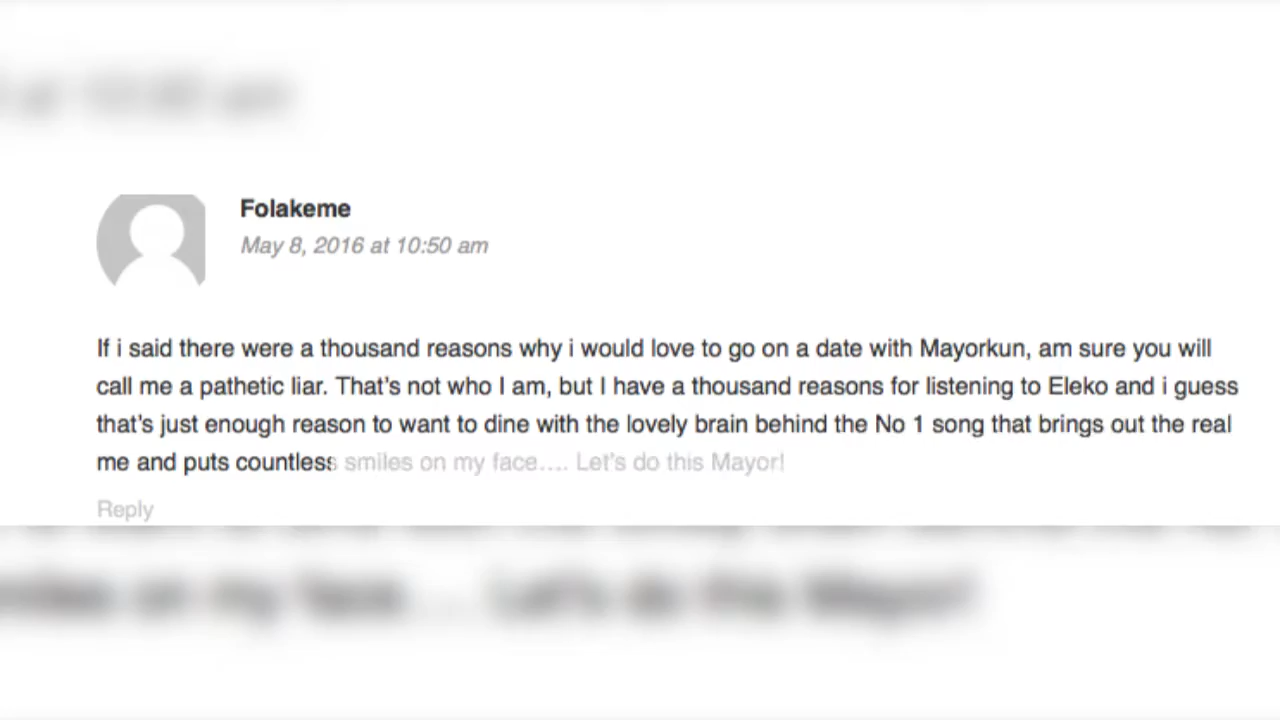 Folakeme
May 8, 2016 at 10:50 am
If i said there were a thousand reasons why i would love to go on a date with Mayorkun, am sure you will
call me a pathetic liar. That's not who I am, but I have a thousand reasons for listening to Eleko and i guess
that's just enough reason to want to dine with the lovely brain behind the No 1 song that brings out the real
me and puts countless smiles on my face.... Let's do this Mayor!
Reply